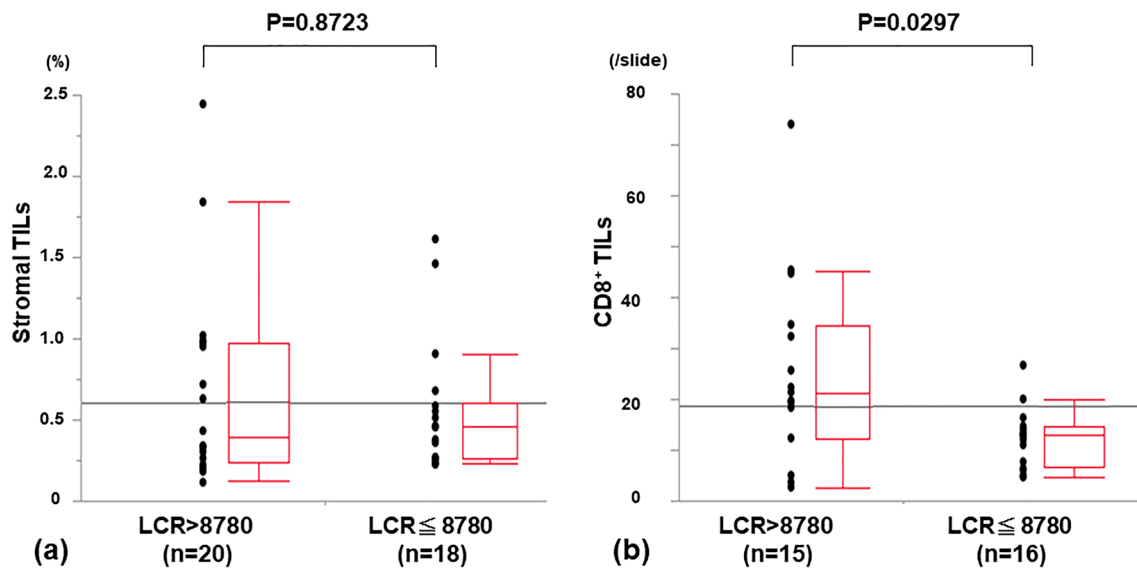 P=0.8723
(%)
2.5
2.0
1.5
1.0
0.5
0
Stromal TILs
LCR>8780
(n=20)
LCR≦8780
(n=18)
(a)
P=0.0297
(/slide)
80
60
40
20
0
CD8⁺ TILs
LCR>8780
(n=15)
LCR≦8780
(n=16)
(b)